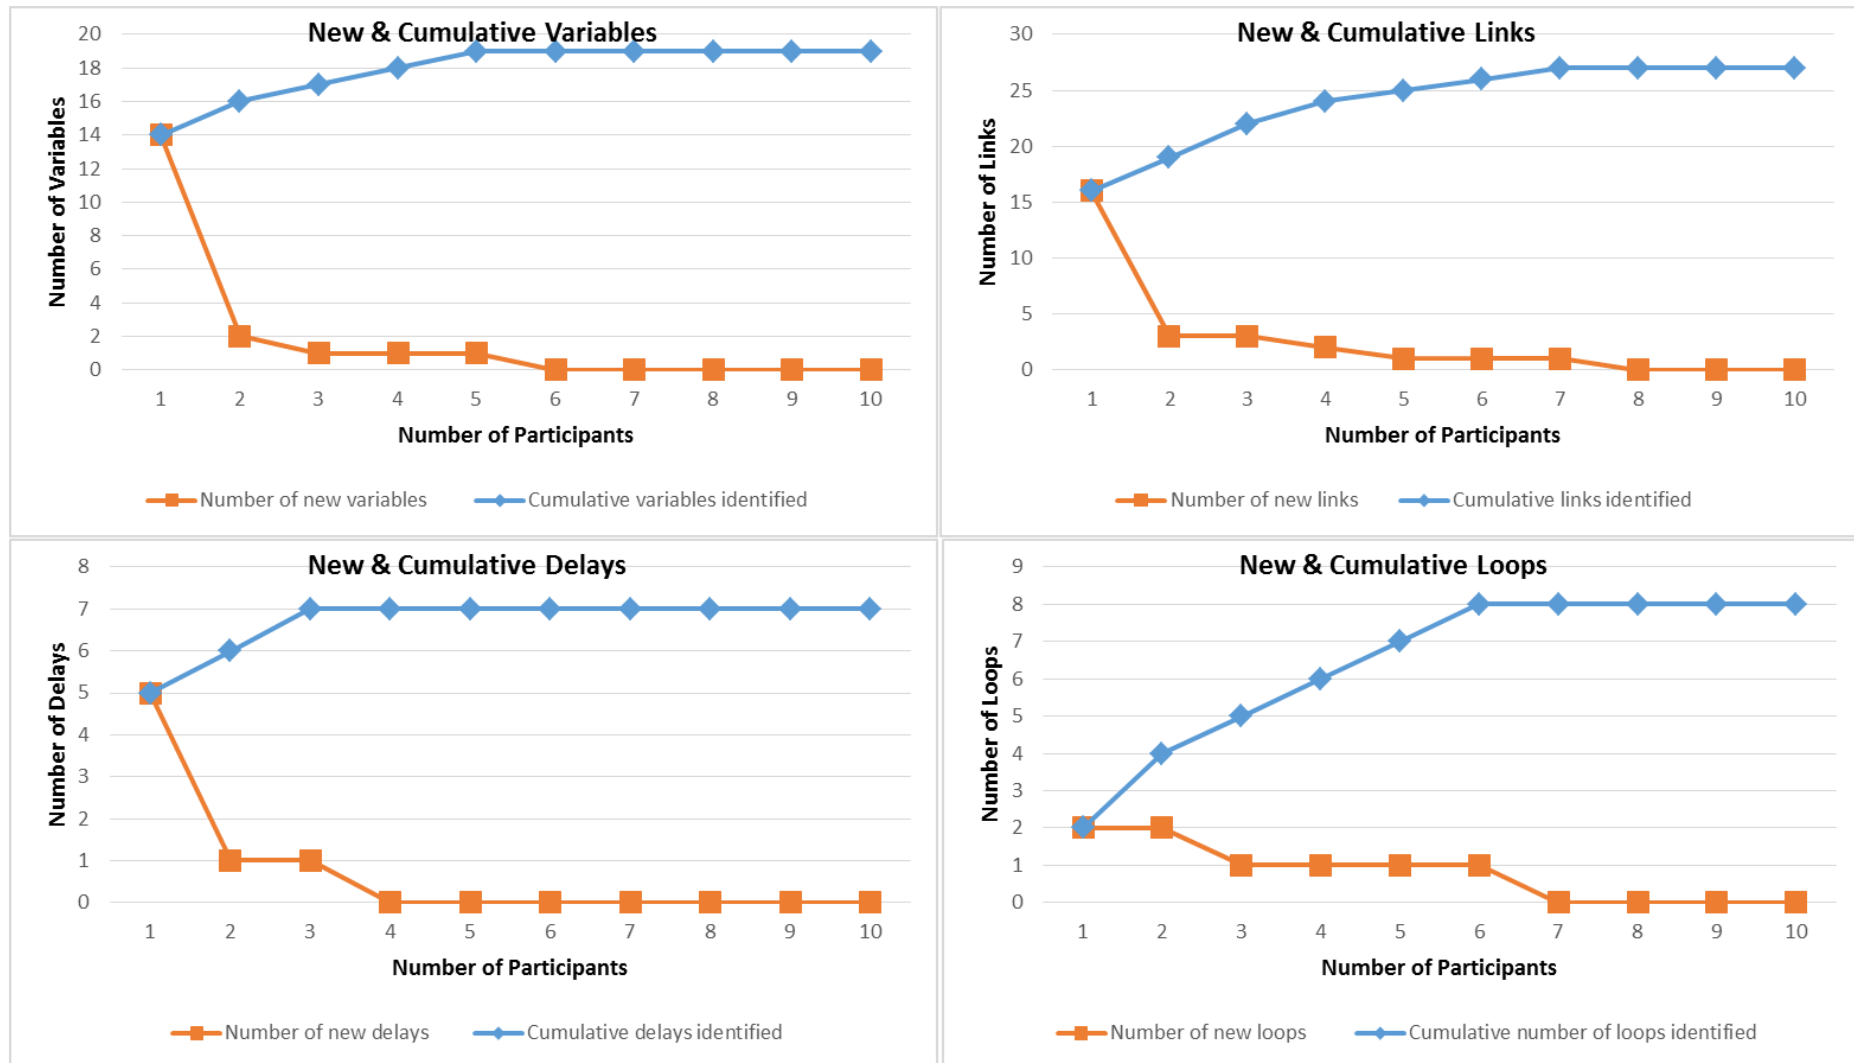 New & Cumulative Variables
20
18
16
14
12
10
8
6
4
2
0
Number of Variables
1 2 3 4 5 6 7 8 9 10
Number of Participants
Number of new variables Cumulative variables identified
New & Cumulative Links
30
25
20
15
10
5
0
Number of Links
1 2 3 4 5 6 7 8 9 10
Number of Participants
Number of new links Cumulative links identified
New & Cumulative Delays
8
7
6
5
4
3
2
1
0
Number of Delays
1 2 3 4 5 6 7 8 9 10
Number of Participants
Number of new delays Cumulative delays identified
New & Cumulative Loops
9
8
7
6
5
4
3
2
1
0
Number of Loops
1 2 3 4 5 6 7 8 9 10
Number of Participants
Number of new loops Cumulative number of loops identified